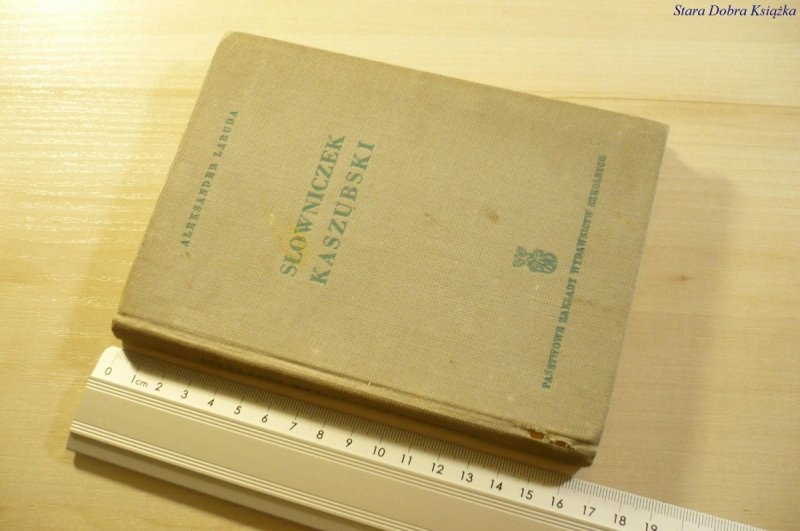 Stara Dobra Książka
ALEKSANDER LABUDA
SŁOWNICZEK
KASZUBSKI
PAŃSTWOWE ZAKŁADY WYDAWNICTW SZKOLNYCH
0 1cm 2 3 4 5 6 7 8 9 10 11 12 13 14 15 16 17 18 19